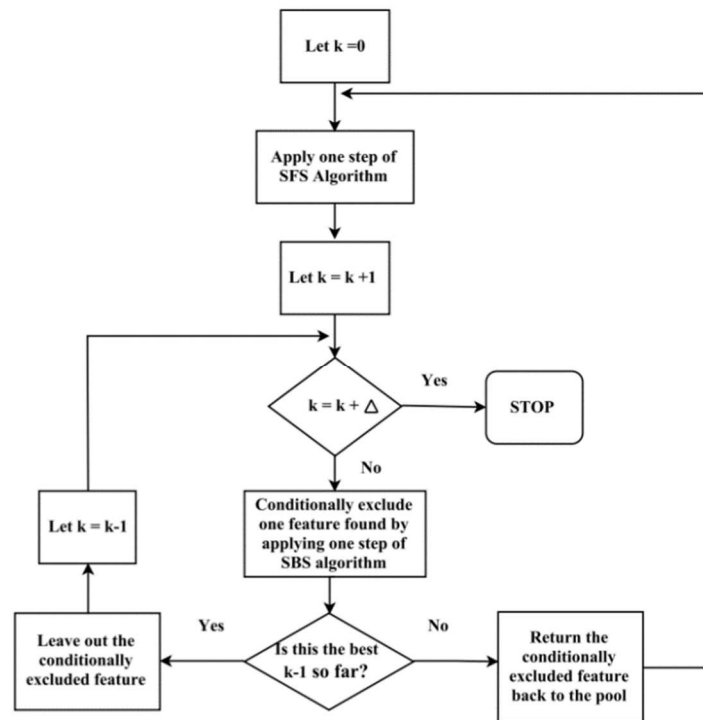 Let k =0
Apply one step of
SFS Algorithm
Let k = k +1
k = k + △
Yes
STOP
No
Conditionally exclude
one feature found by
applying one step of
SBS algorithm
Let k = k-1
Is this the best
k-1 so far?
Yes
No
Leave out the
conditionally
excluded feature
Return the
conditionally
excluded feature
back to the pool